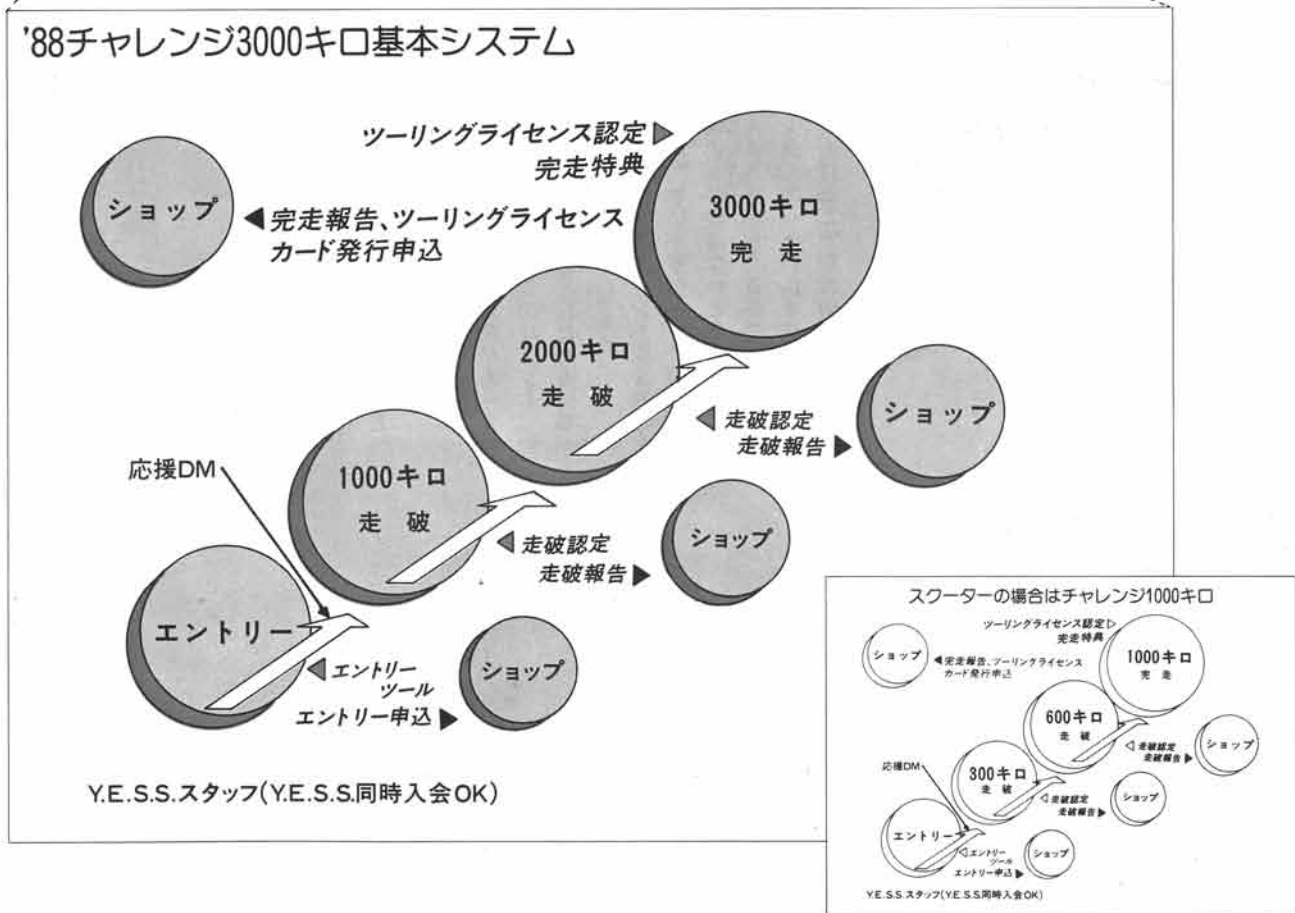 '88チャレンジ3000キロ基本システム
ツーリングライセンス認定▷
完走特典
ショップ
◀完走報告、ツーリングライセンス
カード発行申込
3000キロ
完 走
2000キロ
走 破
◁走破認定
走破報告▶
ショップ
応援DM
1000キロ
走 破
◁走破認定
走破報告▶
ショップ
エントリー
◁エントリー
ツール
エントリー申込▶
ショップ
Y.E.S.S.スタッフ(Y.E.S.S.同時入会OK)
スクーターの場合はチャレンジ1000キロ
ツーリングライセンス認定▷
完走特典
ショップ
◀完走報告、ツーリングライセンス
カード発行申込
1000キロ
完 走
600キロ
走 破
◁走破認定
走破報告▶
ショップ
応援DM
300キロ
走 破
◁走破認定
走破報告▶
ショップ
エントリー
◁エントリー
ツール
エントリー申込▶
ショップ
Y.E.S.S.スタッフ(Y.E.S.S.同時入会OK)